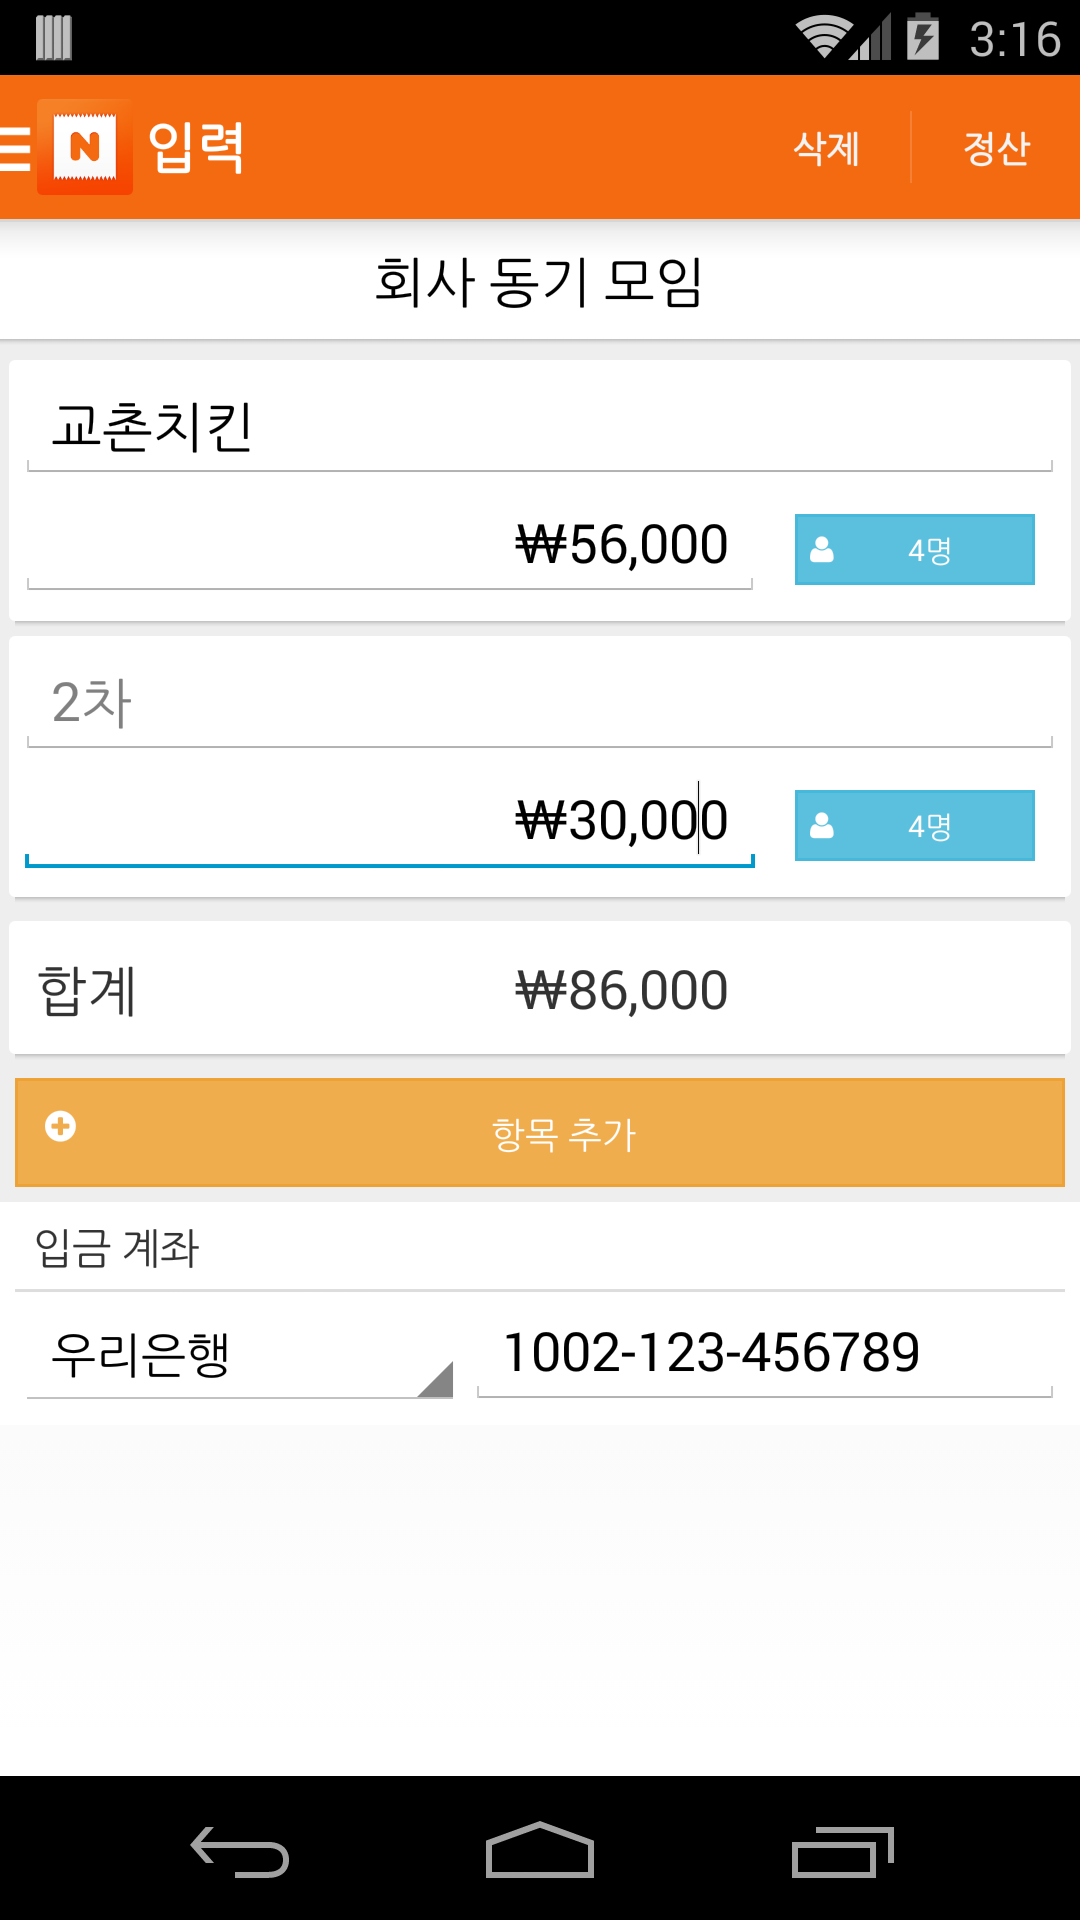 3:16
N 입력 삭제 정산
회사 동기 모임
교촌치킨
₩56,000 4명
2차
₩30,000 4명
합계 ₩86,000
항목 추가
입금 계좌
우리은행 1002-123-456789